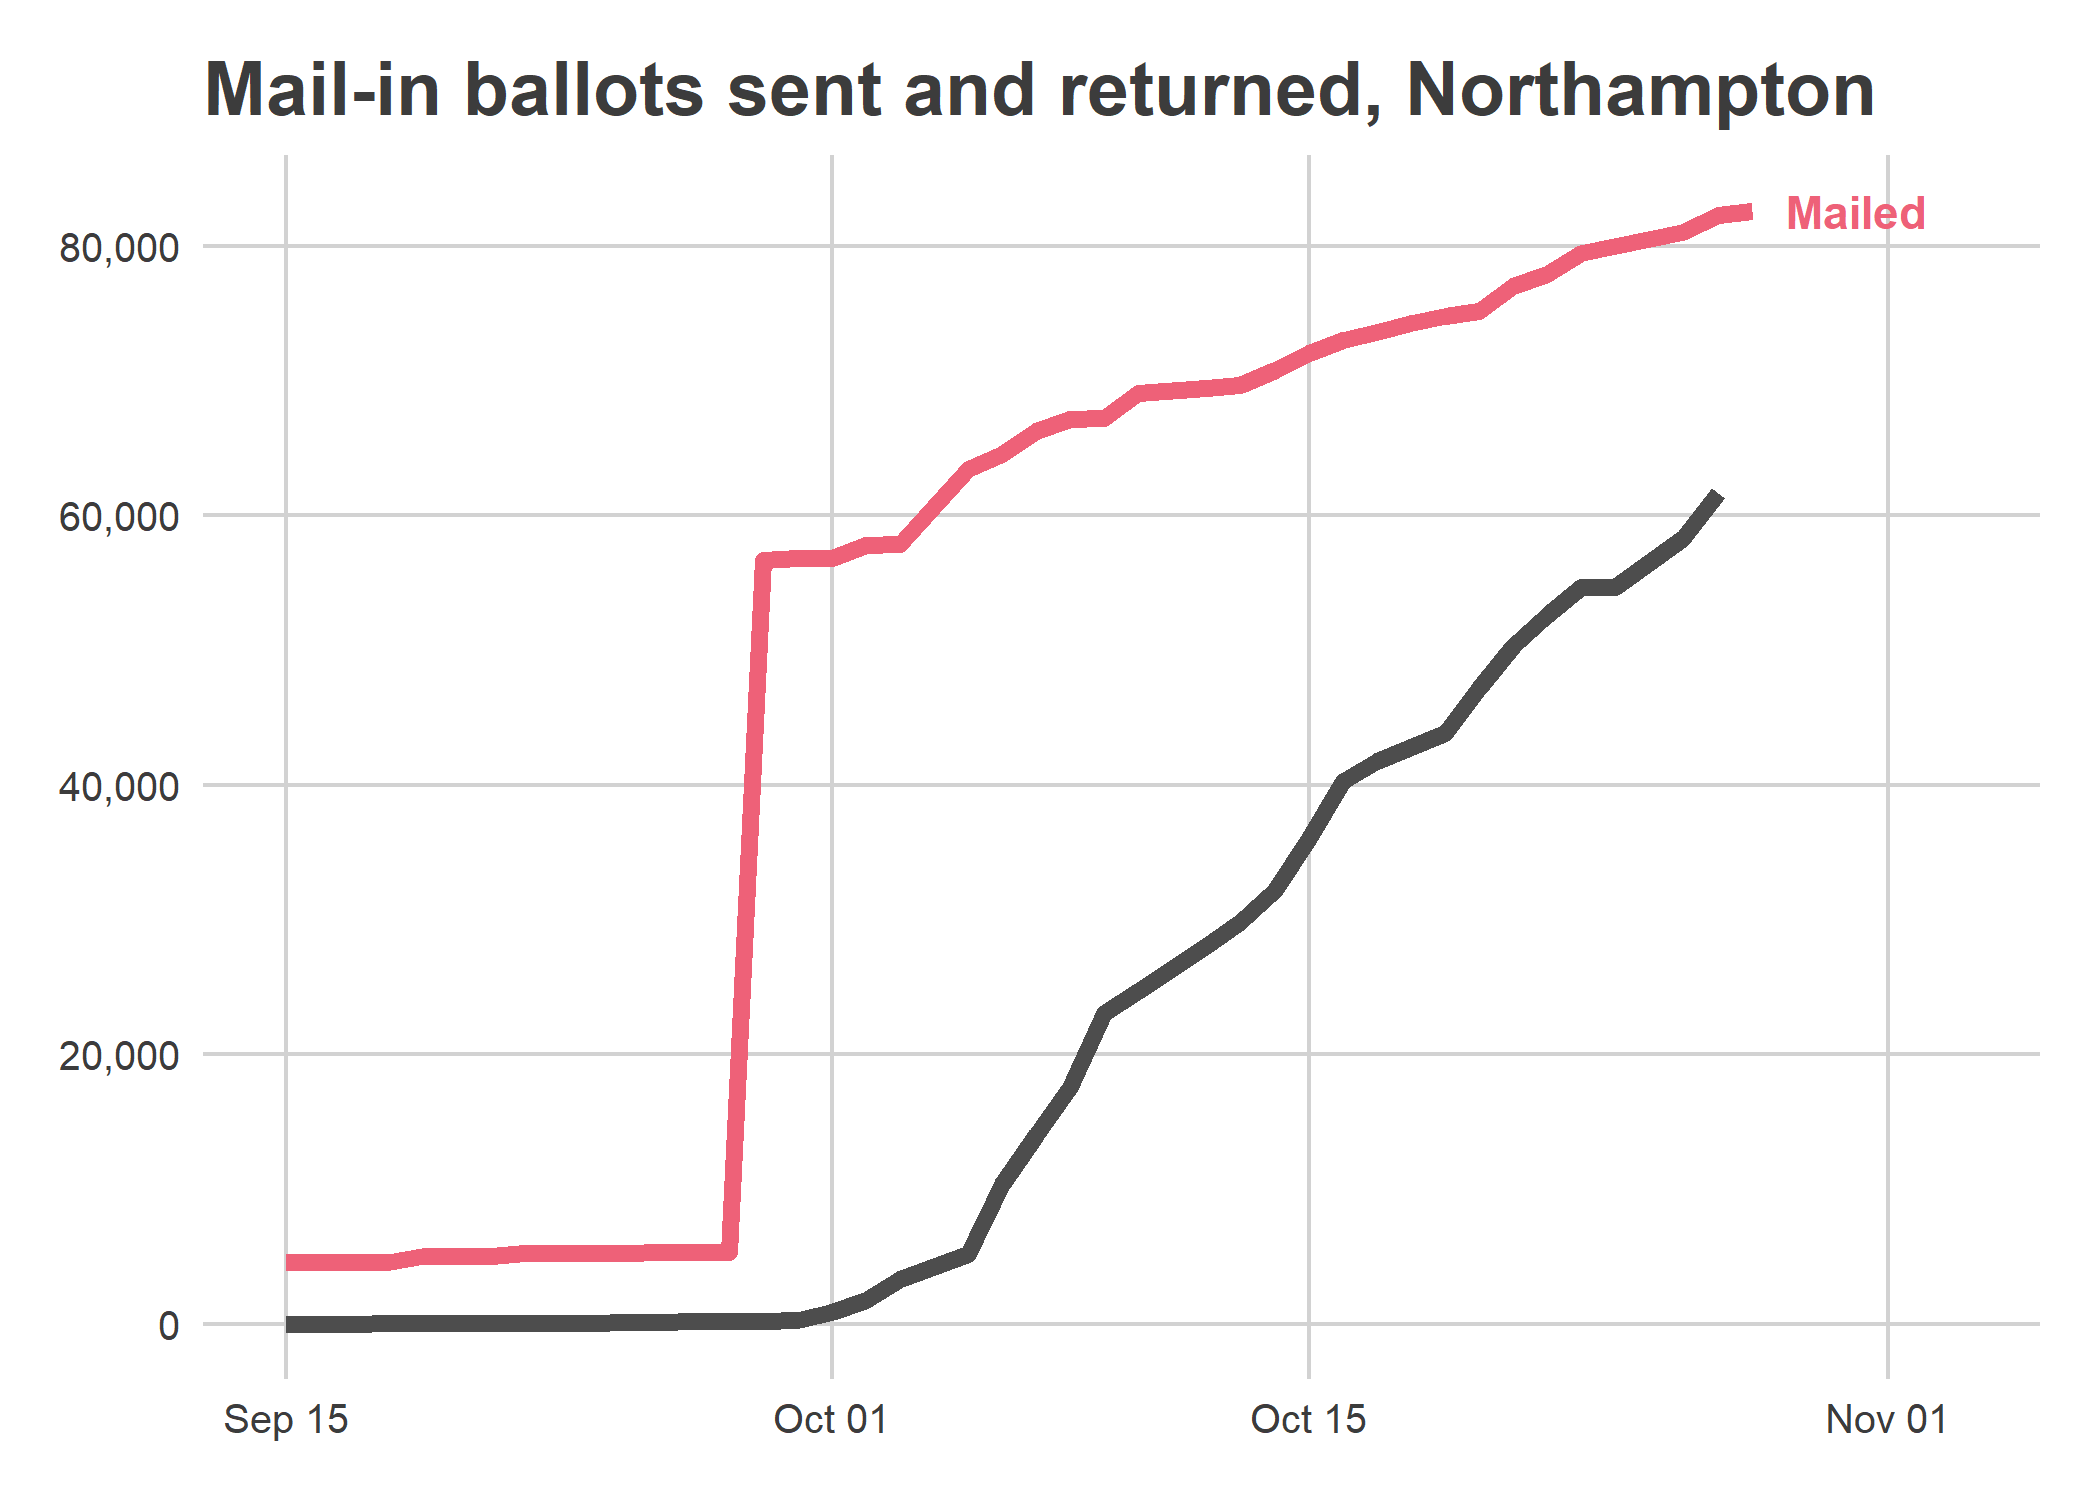 Mail-in ballots sent and returned, Northampton
Mailed
80,000
60,000
40,000
20,000
0
Sep 15
Oct 01
Oct 15
Nov 01